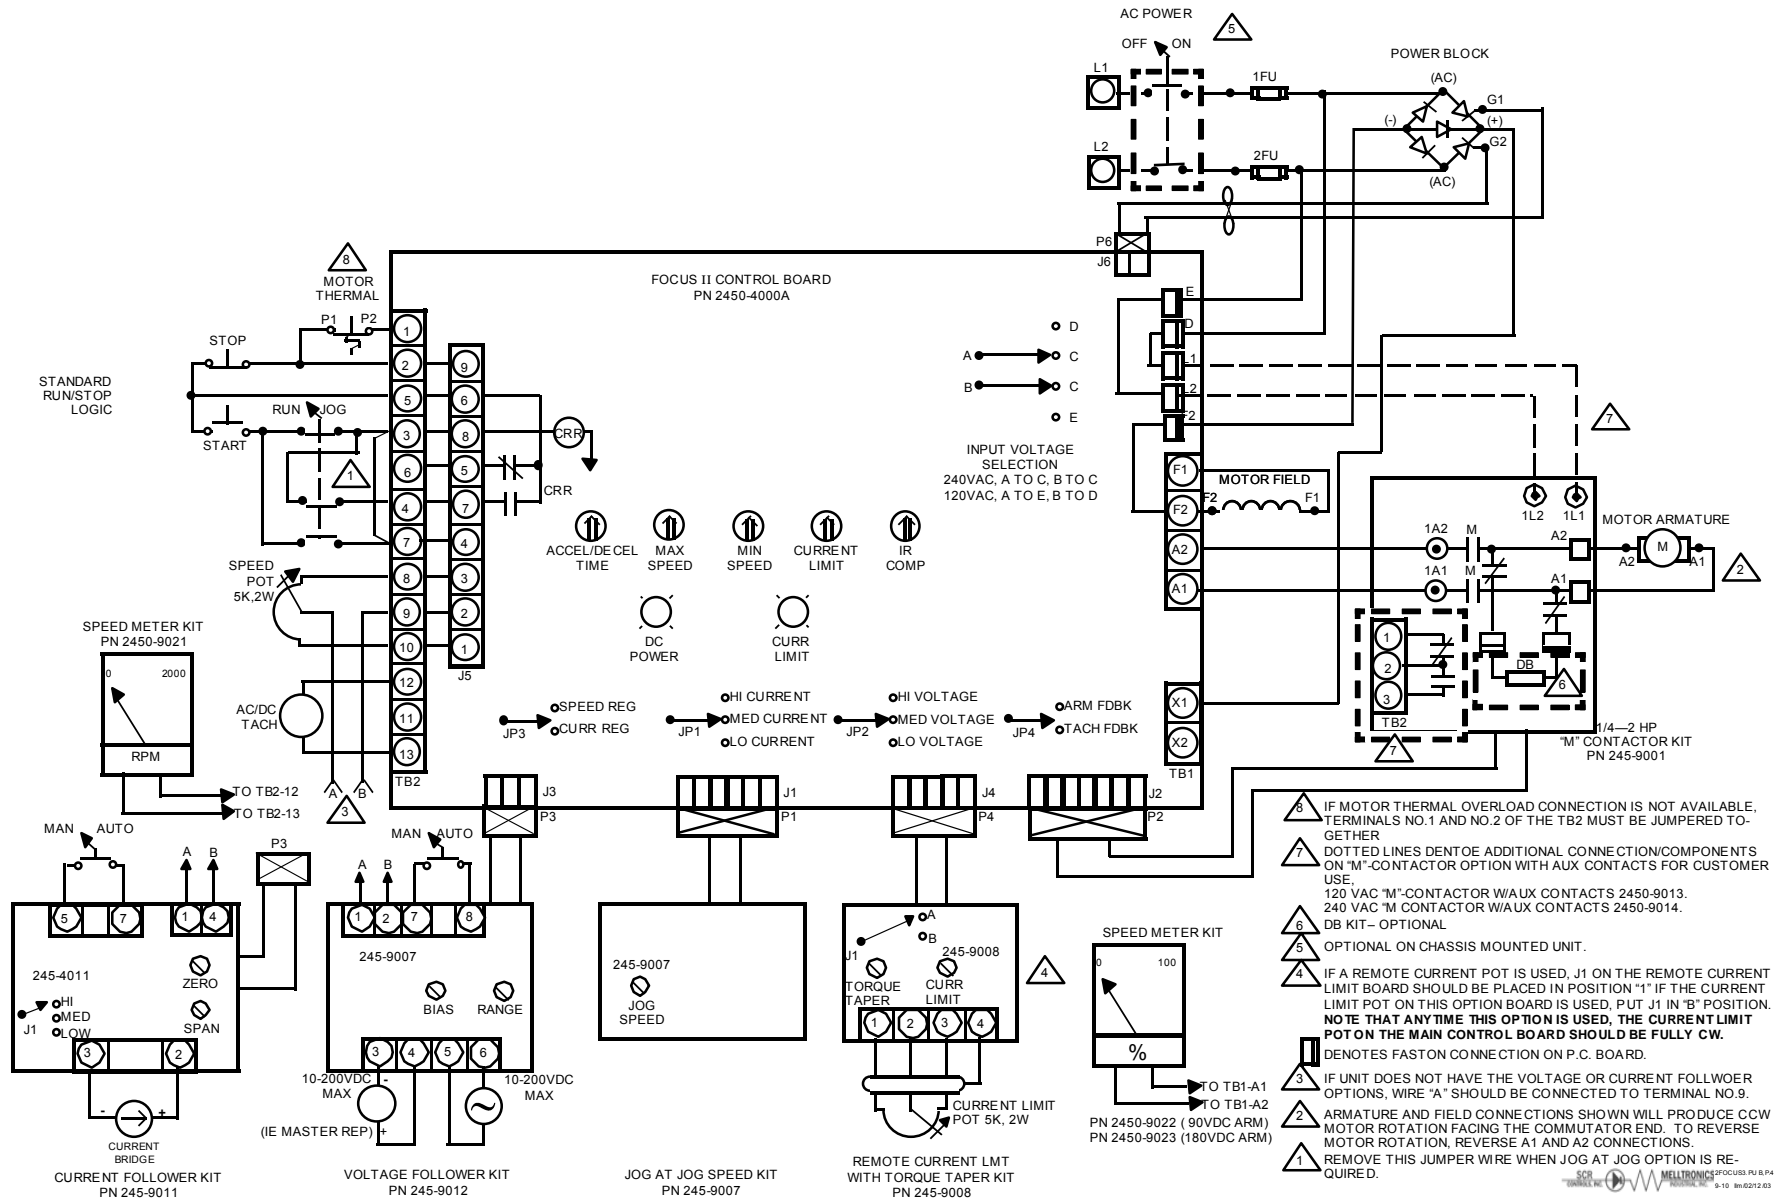 AC POWER
5
OFF
ON
L1
1FU
POWER BLOCK
(AC)
G1
(-)
(+)
L2
2FU
G2
(AC)
P6
J6
8
MOTOR
THERMAL
P1
P2
FOCUS II CONTROL BOARD
PN 2450-4000A
STOP
STANDARD
RUN/STOP
LOGIC
RUN
JOG
START
1
1
2
5
3
6
4
7
8
9
10
12
11
13
TB2
9
6
8
5
7
4
3
2
1
J5
CRR
CRR
D
A
C
B
C
E
INPUT VOLTAGE
SELECTION
240VAC, A TO C, B TO C
120VAC, A TO E, B TO D
E
D
L1
L2
F2
F1
F2
A2
A1
X1
X2
TB1
MOTOR FIELD
F2
F1
7
1L2
1L1
1A2
M
A2
1A1
M
A1
MOTOR ARMATURE
M
A2
A1
2
1
2
3
TB2
DB
6
7
1/4—2 HP
“M” CONTACTOR KIT
PN 245-9001
ACCEL/DECEL
TIME
MAX
SPEED
MIN
SPEED
CURRENT
LIMIT
IR
COMP
DC
POWER
CURR
LIMIT
SPEED
POT
5K,2W
AC/DC
TACH
SPEED METER KIT
PN 2450-9021
0
2000
RPM
TO TB2-12
TO TB2-13
A
B
3
SPEED REG
CURR REG
JP3
HI CURRENT
MED CURRENT
LO CURRENT
JP1
HI VOLTAGE
MED VOLTAGE
LO VOLTAGE
JP2
ARM FDBK
TACH FDBK
JP4
J3
P3
J1
P1
J4
P4
J2
P2
MAN
AUTO
A
B
P3
5
7
1
4
245-4011
ZERO
SPAN
HI
MED
LOW
J1
3
2
-
+
CURRENT
BRIDGE
CURRENT FOLLOWER KIT
PN 245-9011
MAN
AUTO
A
B
1
2
7
8
245-9007
BIAS
RANGE
3
4
5
6
10-200VDC
MAX
-
+
10-200VDC
MAX
(IE MASTER REP)
VOLTAGE FOLLOWER KIT
PN 245-9012
245-9007
JOG
SPEED
JOG AT JOG SPEED KIT
PN 245-9007
A
B
J1
245-9008
TORQUE
TAPER
CURR
LIMIT
1
2
3
4
4
CURRENT LIMIT
POT 5K, 2W
REMOTE CURRENT LMT
WITH TORQUE TAPER KIT
PN 245-9008
SPEED METER KIT
0
100
%
TO TB1-A1
TO TB1-A2
PN 2450-9022 ( 90VDC ARM)
PN 2450-9023 (180VDC ARM)
8 IF MOTOR THERMAL OVERLOAD CONNECTION IS NOT AVAILABLE,
TERMINALS NO.1 AND NO.2 OF THE TB2 MUST BE JUMPERED TO-
GETHER
7 DOTTED LINES DENTOE ADDITIONAL CONNECTION/COMPONENTS
ON “M”-CONTACTOR OPTION WITH AUX CONTACTS FOR CUSTOMER
USE,
120 VAC “M”-CONTACTOR W/AUX CONTACTS 2450-9013.
240 VAC “M CONTACTOR W/AUX CONTACTS 2450-9014.
6 DB KIT– OPTIONAL
5 OPTIONAL ON CHASSIS MOUNTED UNIT.
4 IF A REMOTE CURRENT POT IS USED, J1 ON THE REMOTE CURRENT
LIMIT BOARD SHOULD BE PLACED IN POSITION “1” IF THE CURRENT
LIMIT POT ON THIS OPTION BOARD IS USED, PUT J1 IN “B” POSITION.
NOTE THAT ANYTIME THIS OPTION IS USED, THE CURRENT LIMIT
POT ON THE MAIN CONTROL BOARD SHOULD BE FULLY CW.
DENOTES FASTON CONNECTION ON P.C. BOARD.
3 IF UNIT DOES NOT HAVE THE VOLTAGE OR CURRENT FOLLWOER
OPTIONS, WIRE “A” SHOULD BE CONNECTED TO TERMINAL NO.9.
2 ARMATURE AND FIELD CONNECTIONS SHOWN WILL PRODUCE CCW
MOTOR ROTATION FACING THE COMMUTATOR END. TO REVERSE
MOTOR ROTATION, REVERSE A1 AND A2 CONNECTIONS.
1 REMOVE THIS JUMPER WIRE WHEN JOG AT JOG OPTION IS RE-
QUIRED.
SCR
CONTROLS, INC
MELLTRONICS
INDUSTRIAL, INC
2FOCUS3.PUB,P.4
9-10